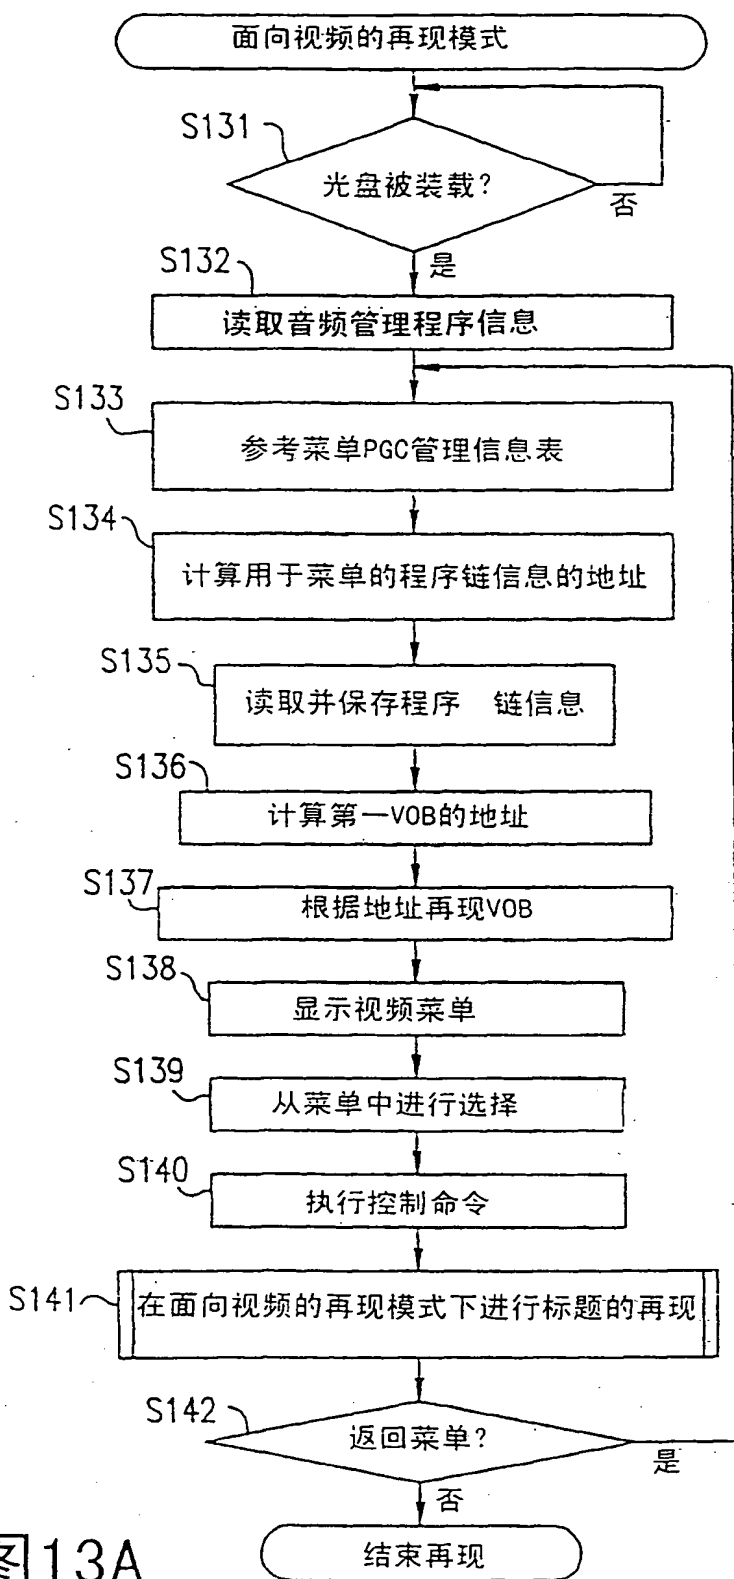 面向视频的再现模式
S131
光盘被装载?
否
是
S132
读取音频管理程序信息
S133
参考菜单PGC管理信息表
S134
计算用于菜单的程序链信息的地址
S135
读取并保存程序 链信息
S136
计算第一VOB的地址
S137
根据地址再现VOB
S138
显示视频菜单
S139
从菜单中进行选择
S140
执行控制命令
S141
在面向视频的再现模式下进行标题的再现
S142
返回菜单?
是
否
结束再现
图13A